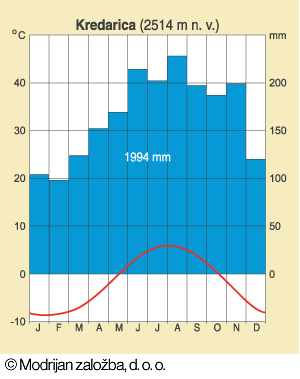 Kredarica (2514 m n. v.)
°C mm
40 200
30 150
1994 mm
20 100
10 50
0 0
-10
J F M A M J J A S O N D
© Modrijan založba, d. o. o.